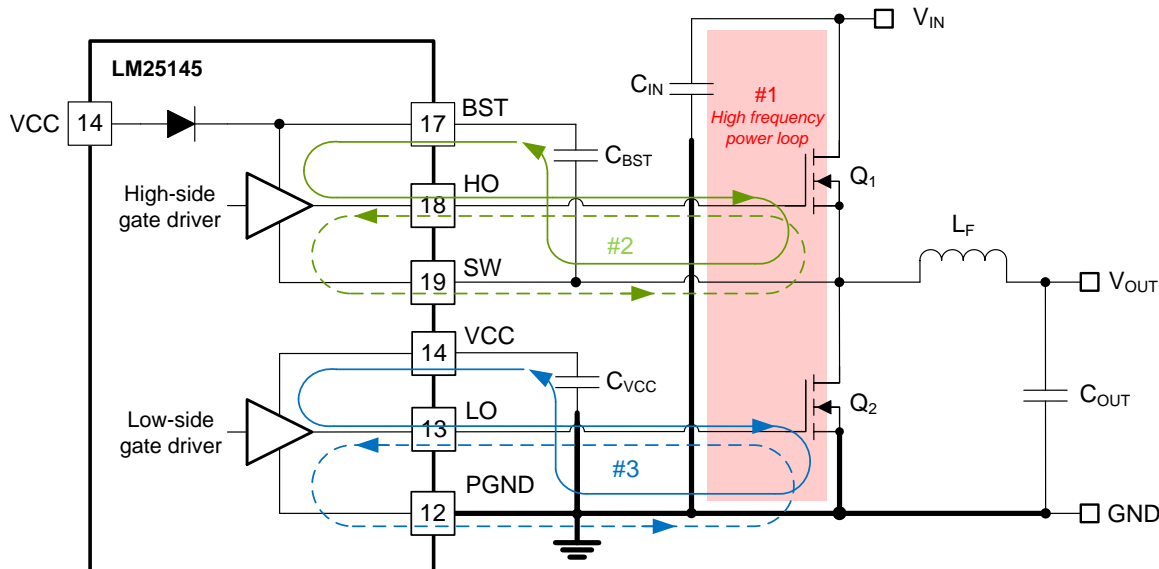 LM25145
VCC
14
17
BST
High-side
gate driver
18
HO
19
SW
C_BST
#2
C_IN
#1
High frequency
power loop
V_IN
Q_1
L_F
V_OUT
14
VCC
C_VCC
Low-side
gate driver
13
LO
12
PGND
#3
Q_2
C_OUT
GND